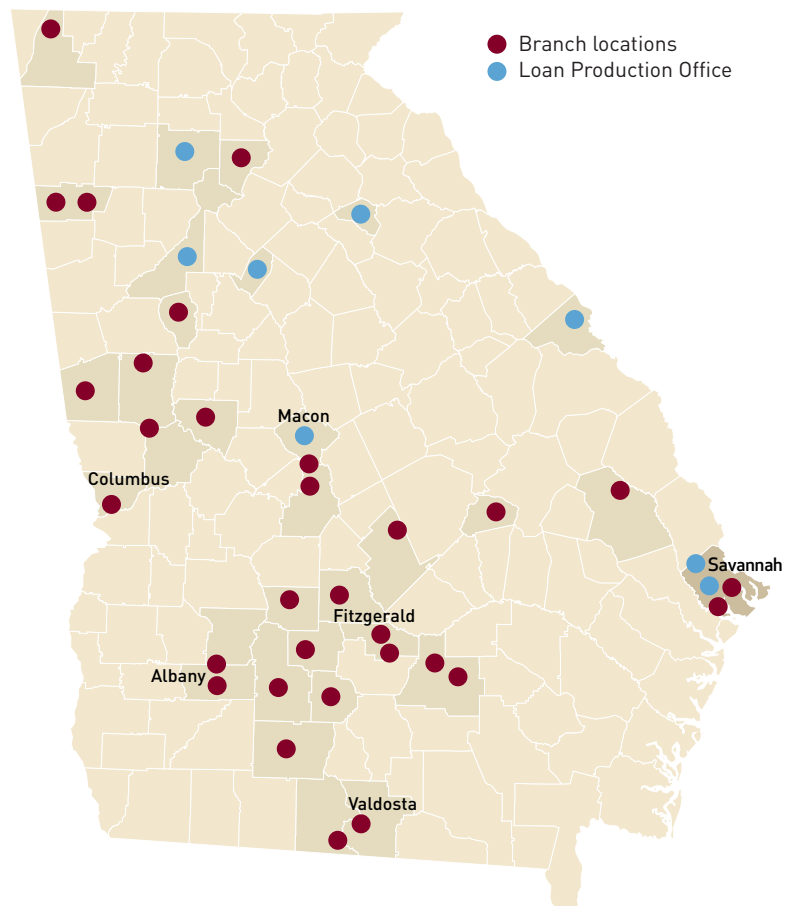 Branch locations
Loan Production Office
Macon
Columbus
Savannah
Fitzgerald
Albany
Valdosta